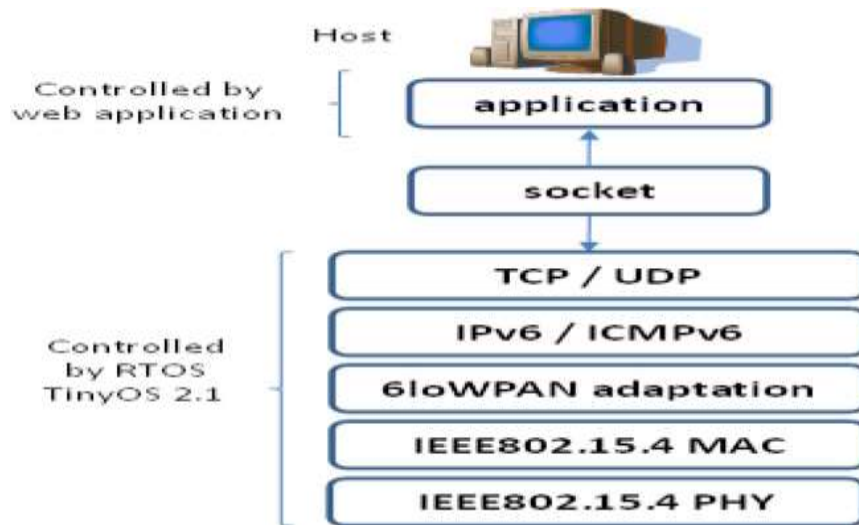 Host
Controlled by
web application
application
socket
TCP / UDP
IPv6 / ICMPv6
Controlled
by RTOS
TinyOS 2.1
6loWPAN adaptation
IEEE802.15.4 MAC
IEEE802.15.4 PHY